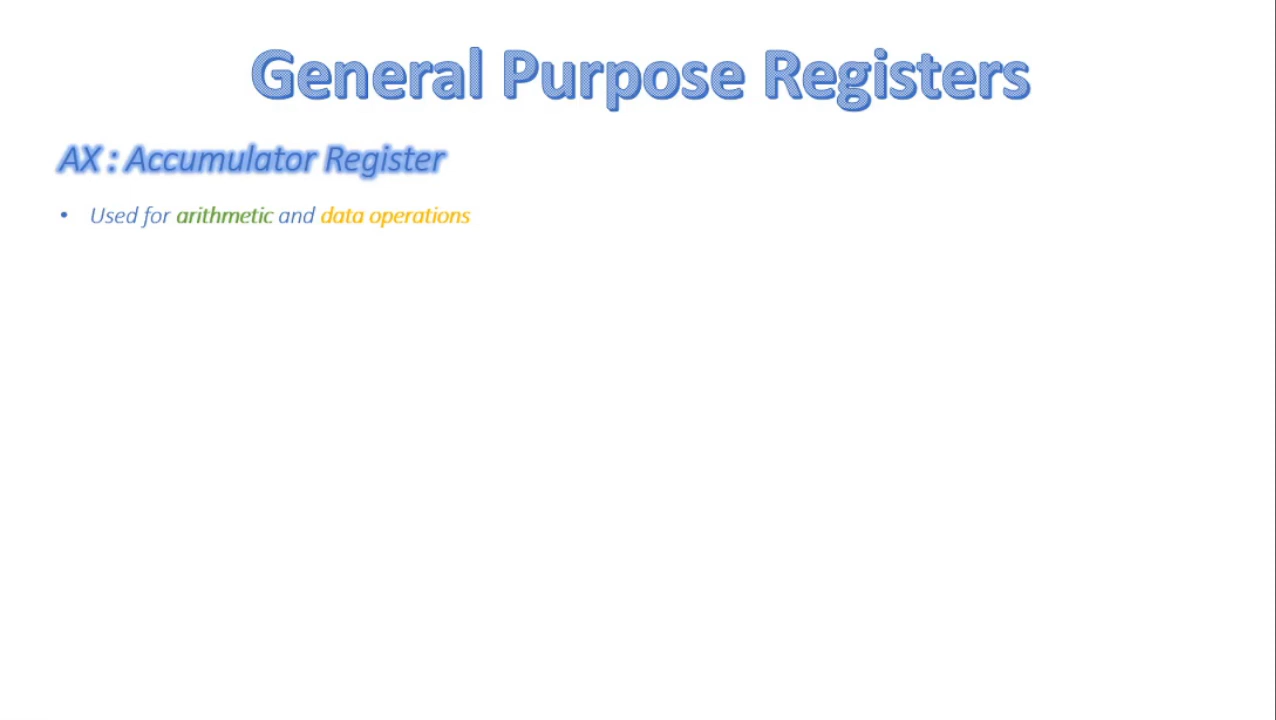 General Purpose Registers
AX : Accumulator Register
• Used for arithmetic and data operations